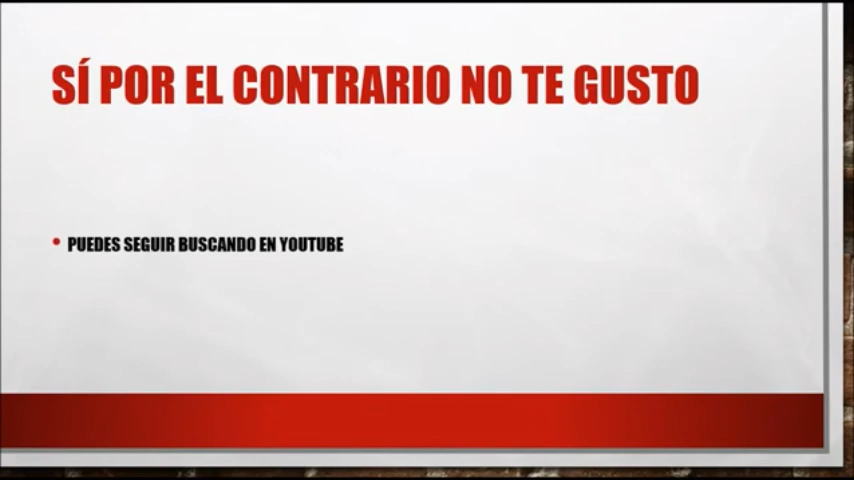 SÍ POR EL CONTRARIO NO TE GUSTO
• PUEDES SEGUIR BUSCANDO EN YOUTUBE